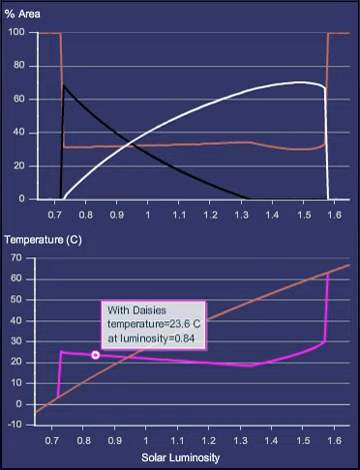 % Area
100
80
60
40
20
0
0.7 0.8 0.9 1 1.1 1.2 1.3 1.4 1.5 1.6
Temperature (C)
70
60
50
40
30
20
10
0
-10
With Daisies
temperature=23.6 C
at luminosity=0.84
0.7 0.8 0.9 1 1.1 1.2 1.3 1.4 1.5 1.6
Solar Luminosity